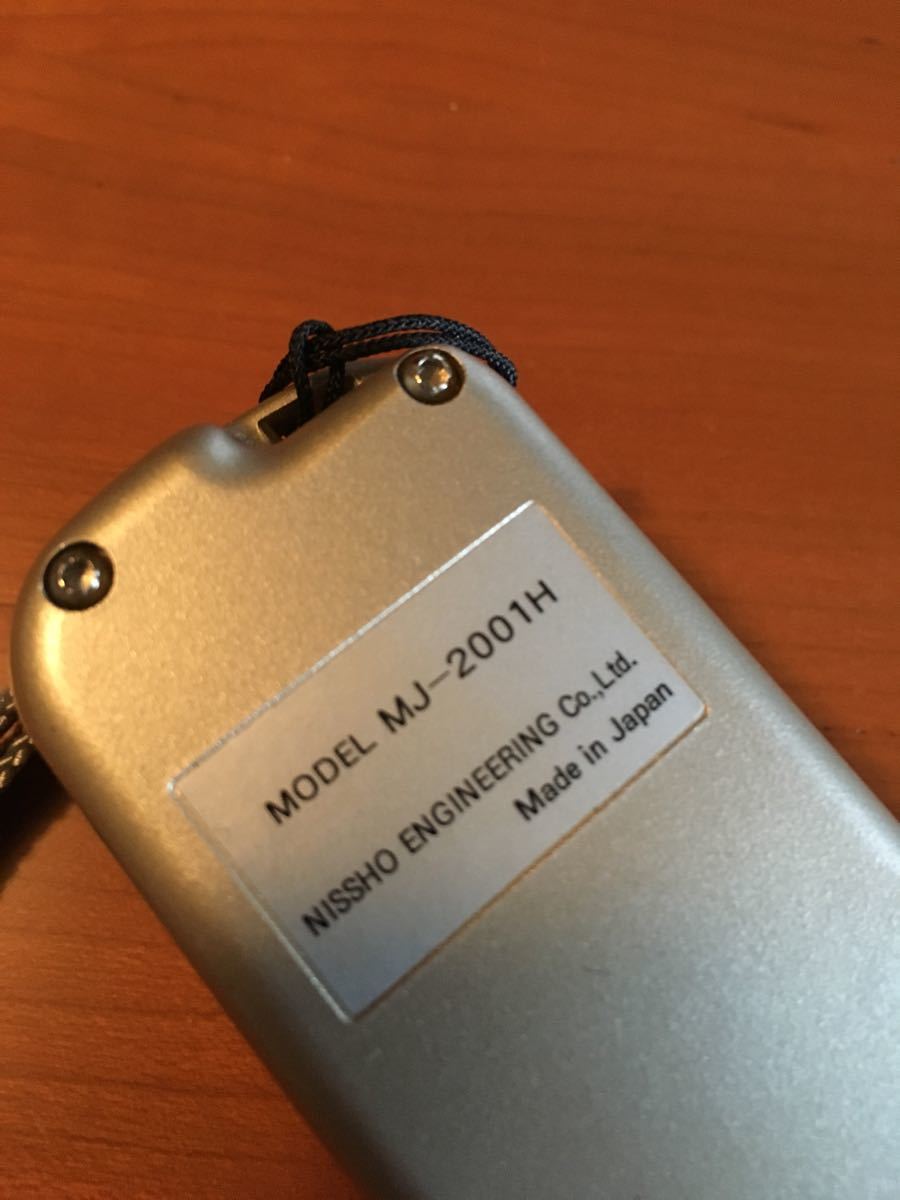 MODEL MJ-2001H
NISSHO ENGINEERING Co.,Ltd.
Made in Japan